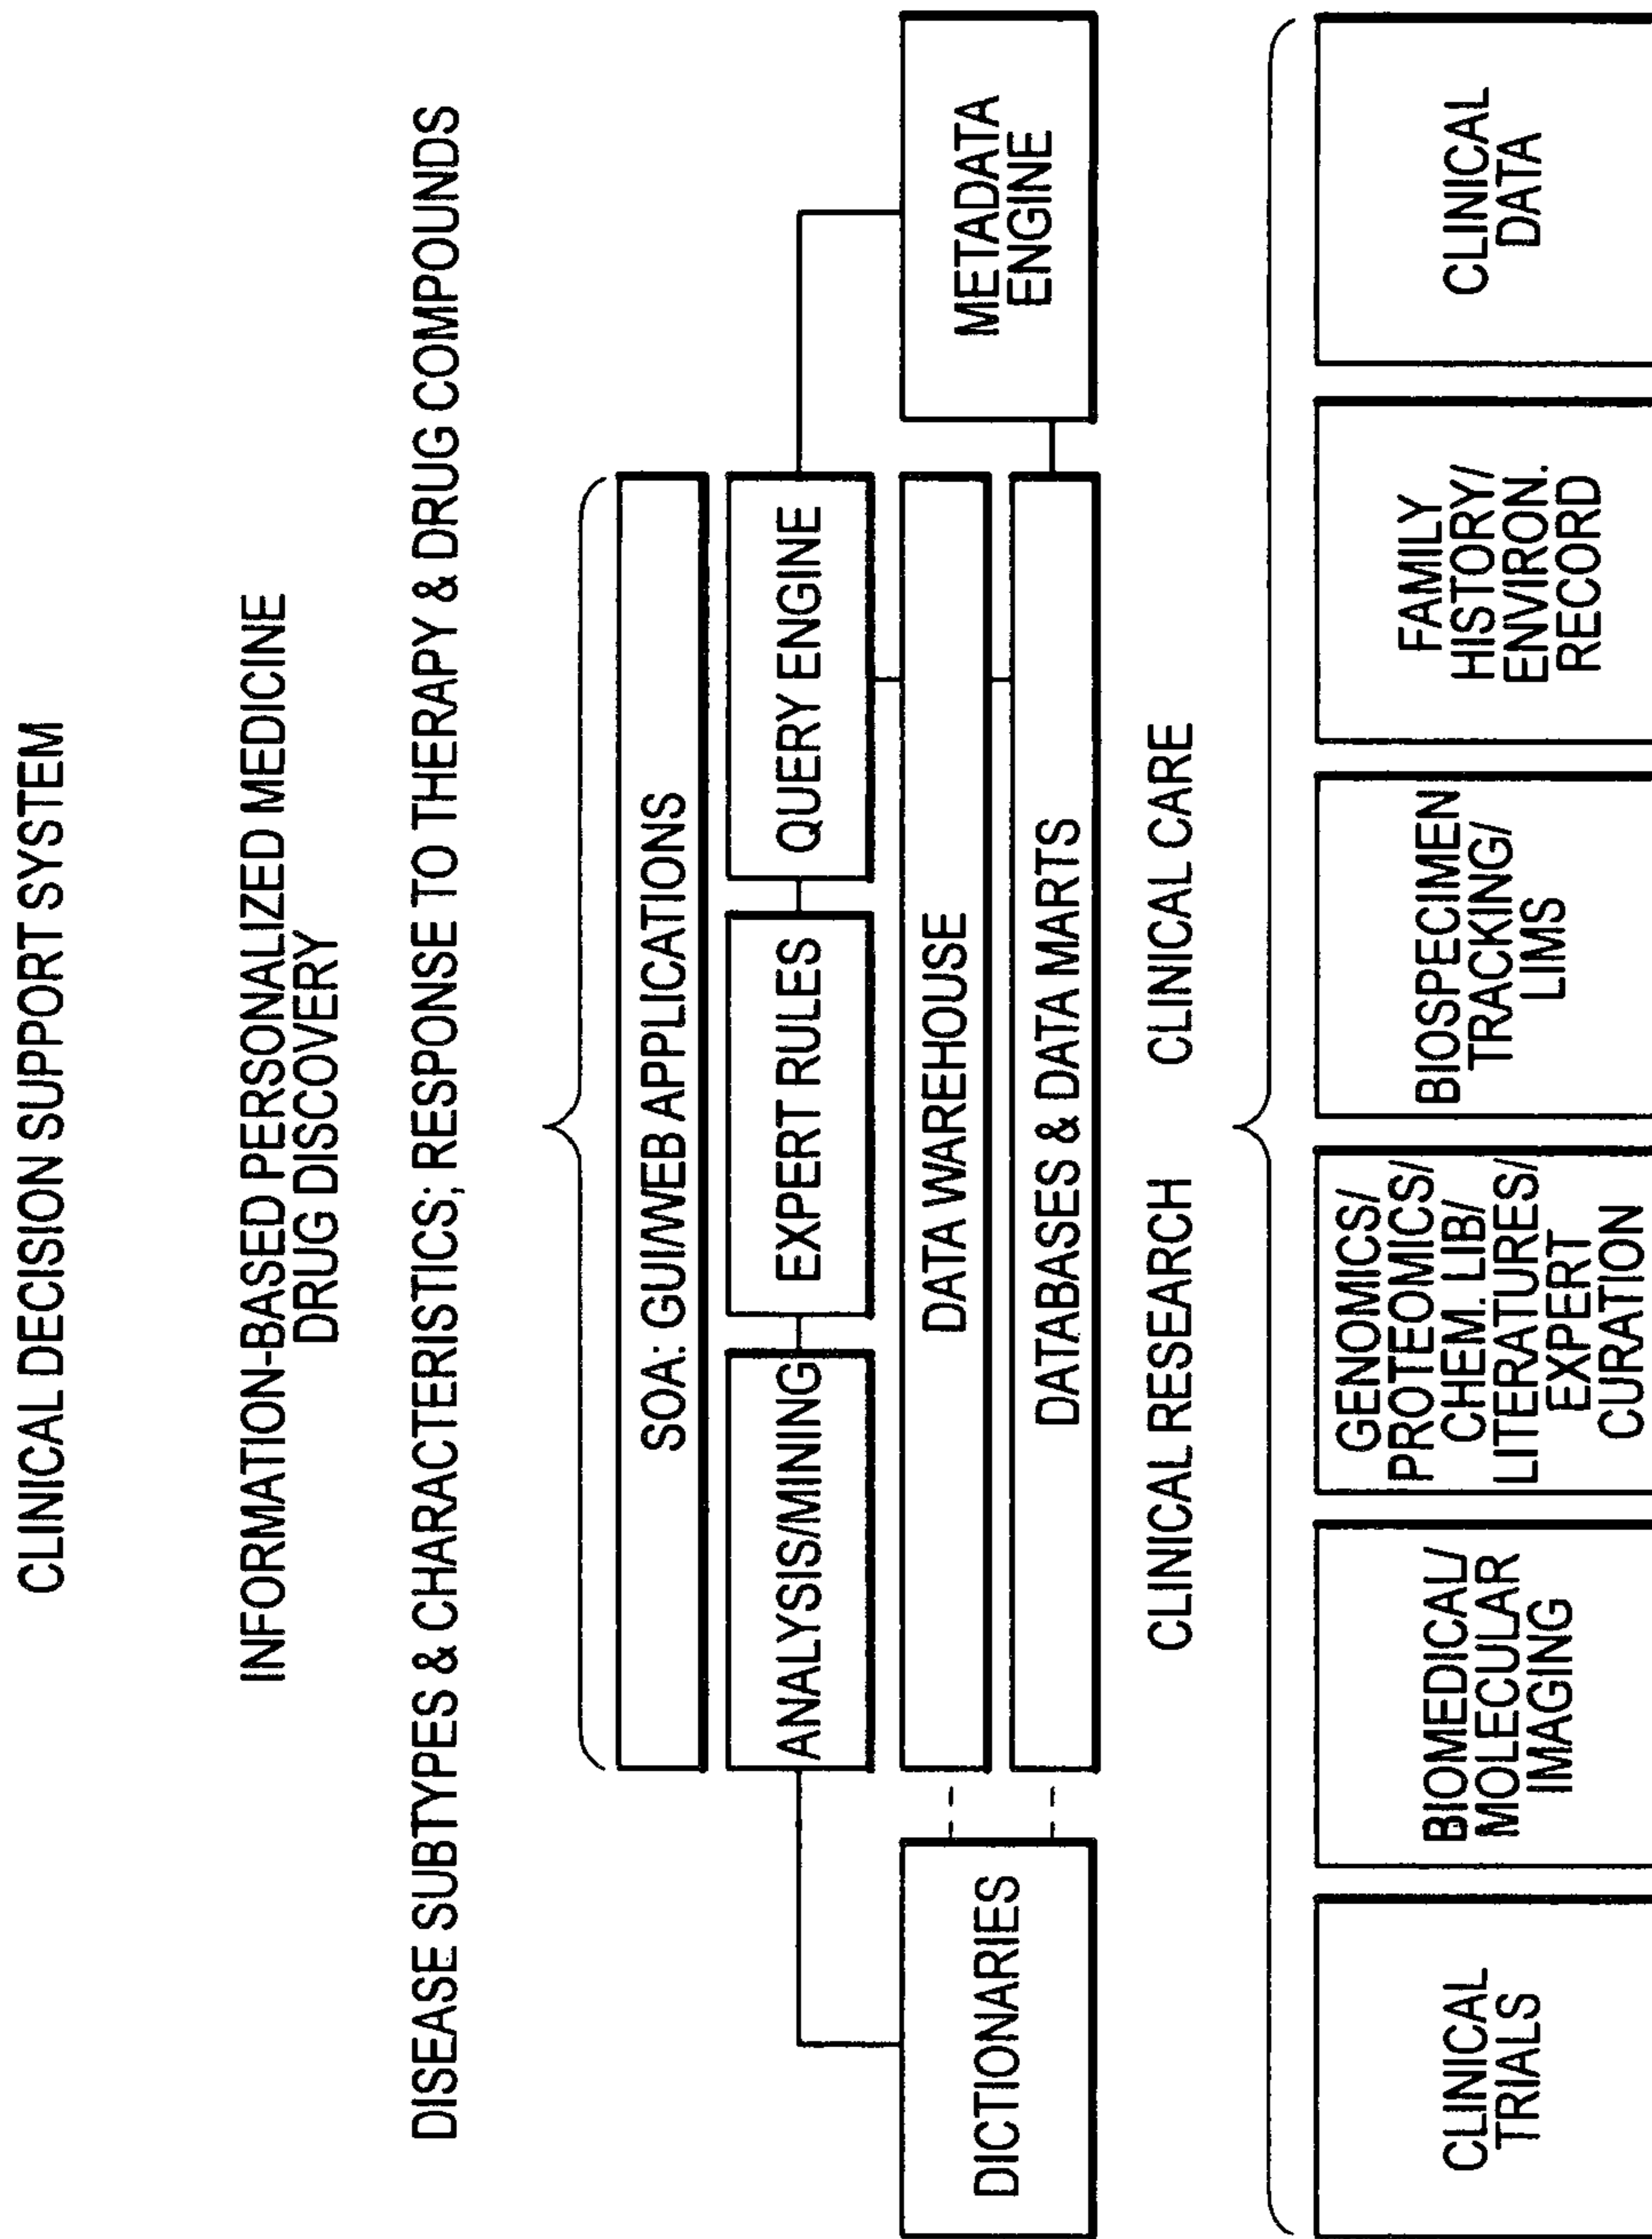 CLINICAL DECISION SUPPORT SYSTEM
INFORMATION-BASED PERSONALIZED MEDICINE
DRUG DISCOVERY
DISEASE SUBTYPES & CHARACTERISTICS; RESPONSE TO THERAPY & DRUG COMPOUNDS
SOA: GUI/WEB APPLICATIONS
ANALYSIS/MINING
EXPERT RULES
QUERY ENGINE
DICTIONARIES
DATA WAREHOUSE
DATABASES & DATA MARTS
METADATA
ENGINE
CLINICAL RESEARCH
CLINICAL CARE
CLINICAL
TRIALS
BIOMEDICAL/
MOLECULAR
IMAGING
GENOMICS/
PROTEOMICS/
CHEM. LIB/
LITERATURES/
EXPERT
CURATION
BIOSPECIMEN
TRACKING/
LIMS
FAMILY
HISTORY/
ENVIRON.
RECORD
CLINICAL
DATA